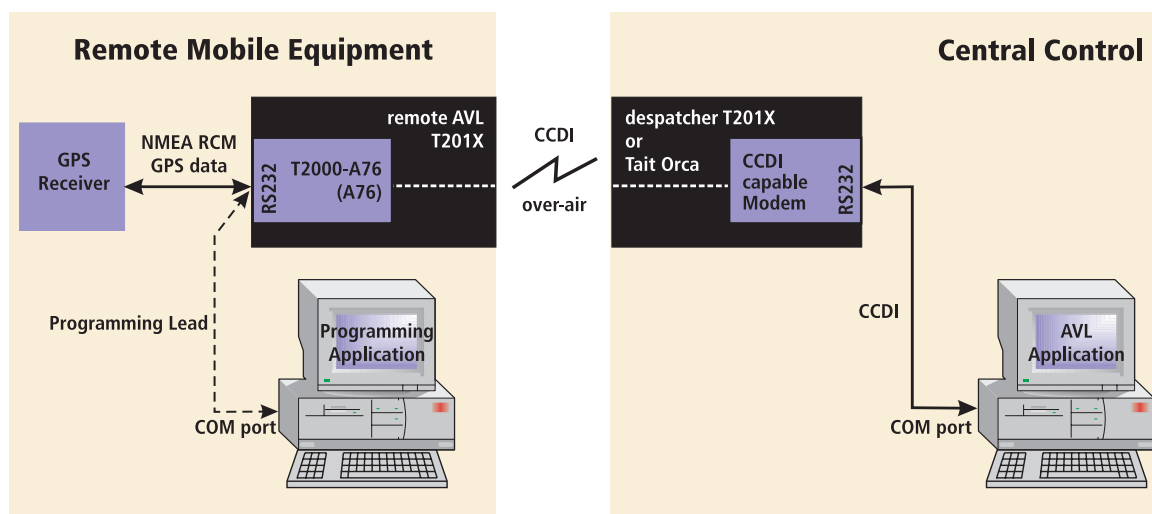 Remote Mobile Equipment
Central Control
remote AVL
T201X
NMEA RCM
GPS data
GPS
Receiver
RS232
T2000-A76
(A76)
CCDI
over-air
despatcher T201X
or
Tait Orca
CCDI
capable
Modem
RS232
Programming Lead
Programming
Application
COM port
CCDI
AVL
Application
COM port